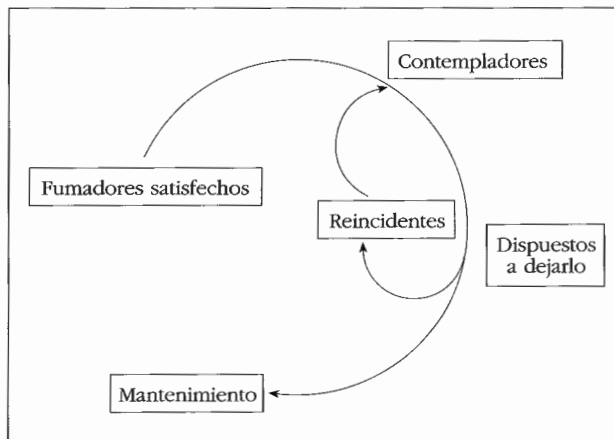 Contempladores
Fumadores satisfechos
Reincidentes
Dispuestos
a dejarlo
Mantenimiento